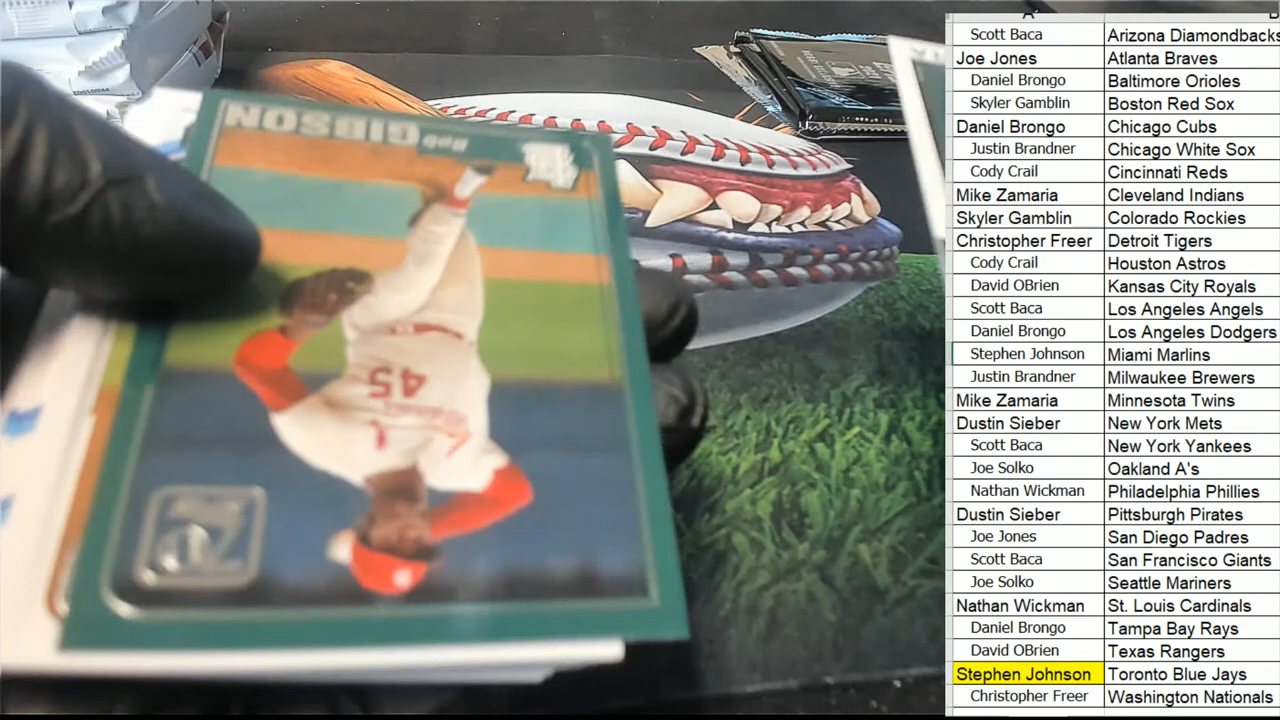 BOB GIBSON
45
A
Scott Baca Arizona Diamondbacks
Joe Jones Atlanta Braves
Daniel Brongo Baltimore Orioles
Skyler Gamblin Boston Red Sox
Daniel Brongo Chicago Cubs
Justin Brandner Chicago White Sox
Cody Crail Cincinnati Reds
Mike Zamaria Cleveland Indians
Skyler Gamblin Colorado Rockies
Christopher Freer Detroit Tigers
Cody Crail Houston Astros
David OBrien Kansas City Royals
Scott Baca Los Angeles Angels
Daniel Brongo Los Angeles Dodgers
Stephen Johnson Miami Marlins
Justin Brandner Milwaukee Brewers
Mike Zamaria Minnesota Twins
Dustin Sieber New York Mets
Scott Baca New York Yankees
Joe Solko Oakland A's
Nathan Wickman Philadelphia Phillies
Dustin Sieber Pittsburgh Pirates
Joe Jones San Diego Padres
Scott Baca San Francisco Giants
Joe Solko Seattle Mariners
Nathan Wickman St. Louis Cardinals
Daniel Brongo Tampa Bay Rays
David OBrien Texas Rangers
Stephen Johnson Toronto Blue Jays
Christopher Freer Washington Nationals